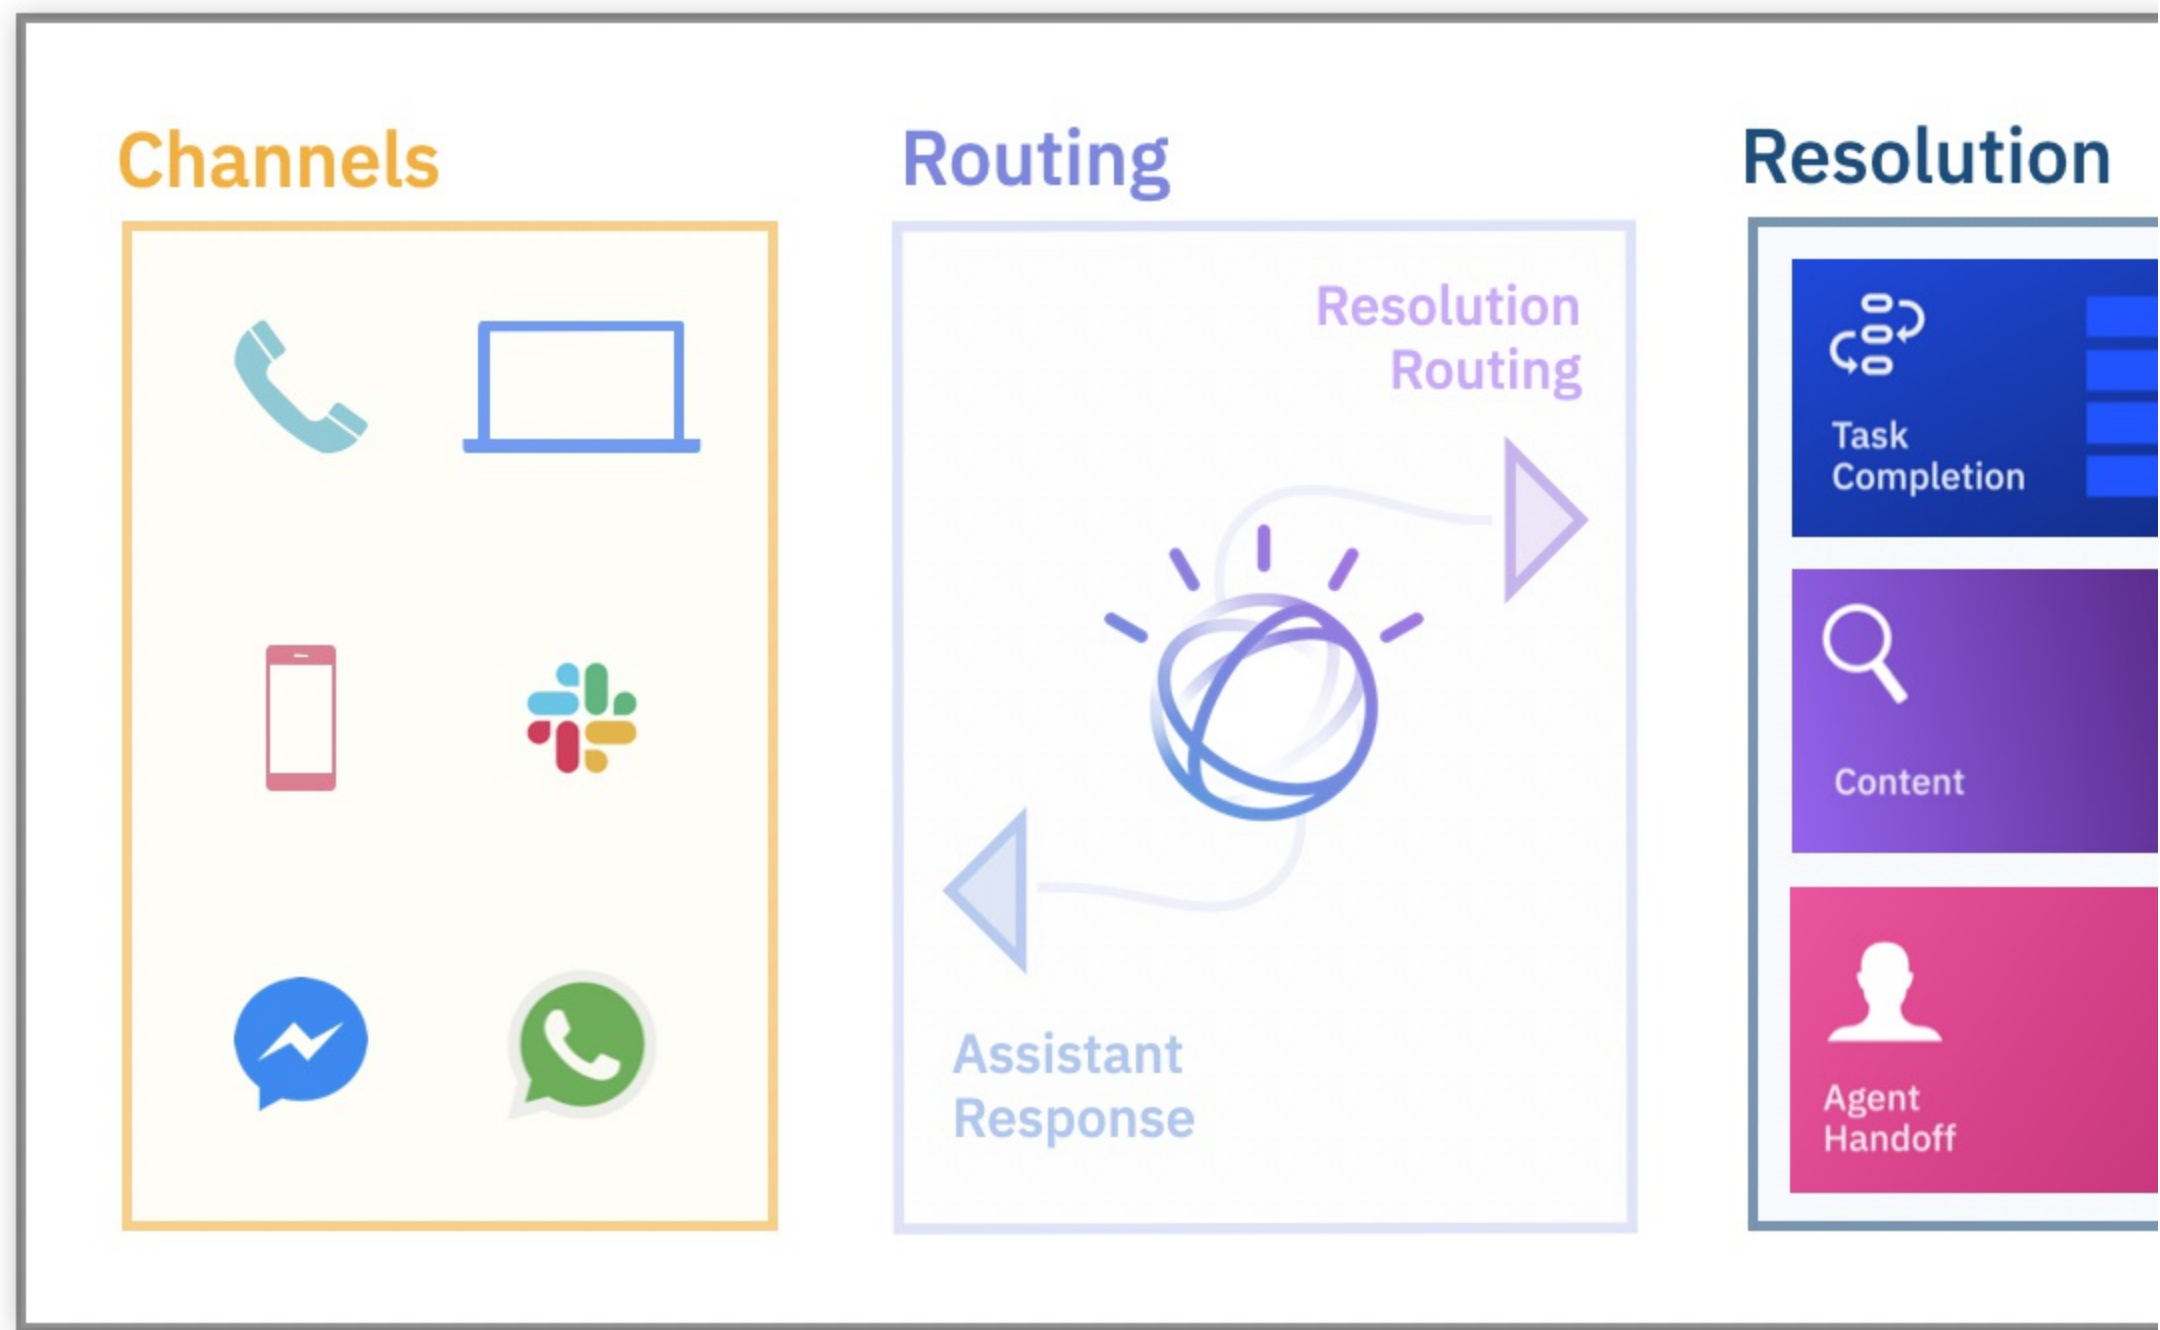 Channels
Routing
Resolution
Routing
Assistant
Response
Resolution
Task
Completion
Content
Agent
Handoff